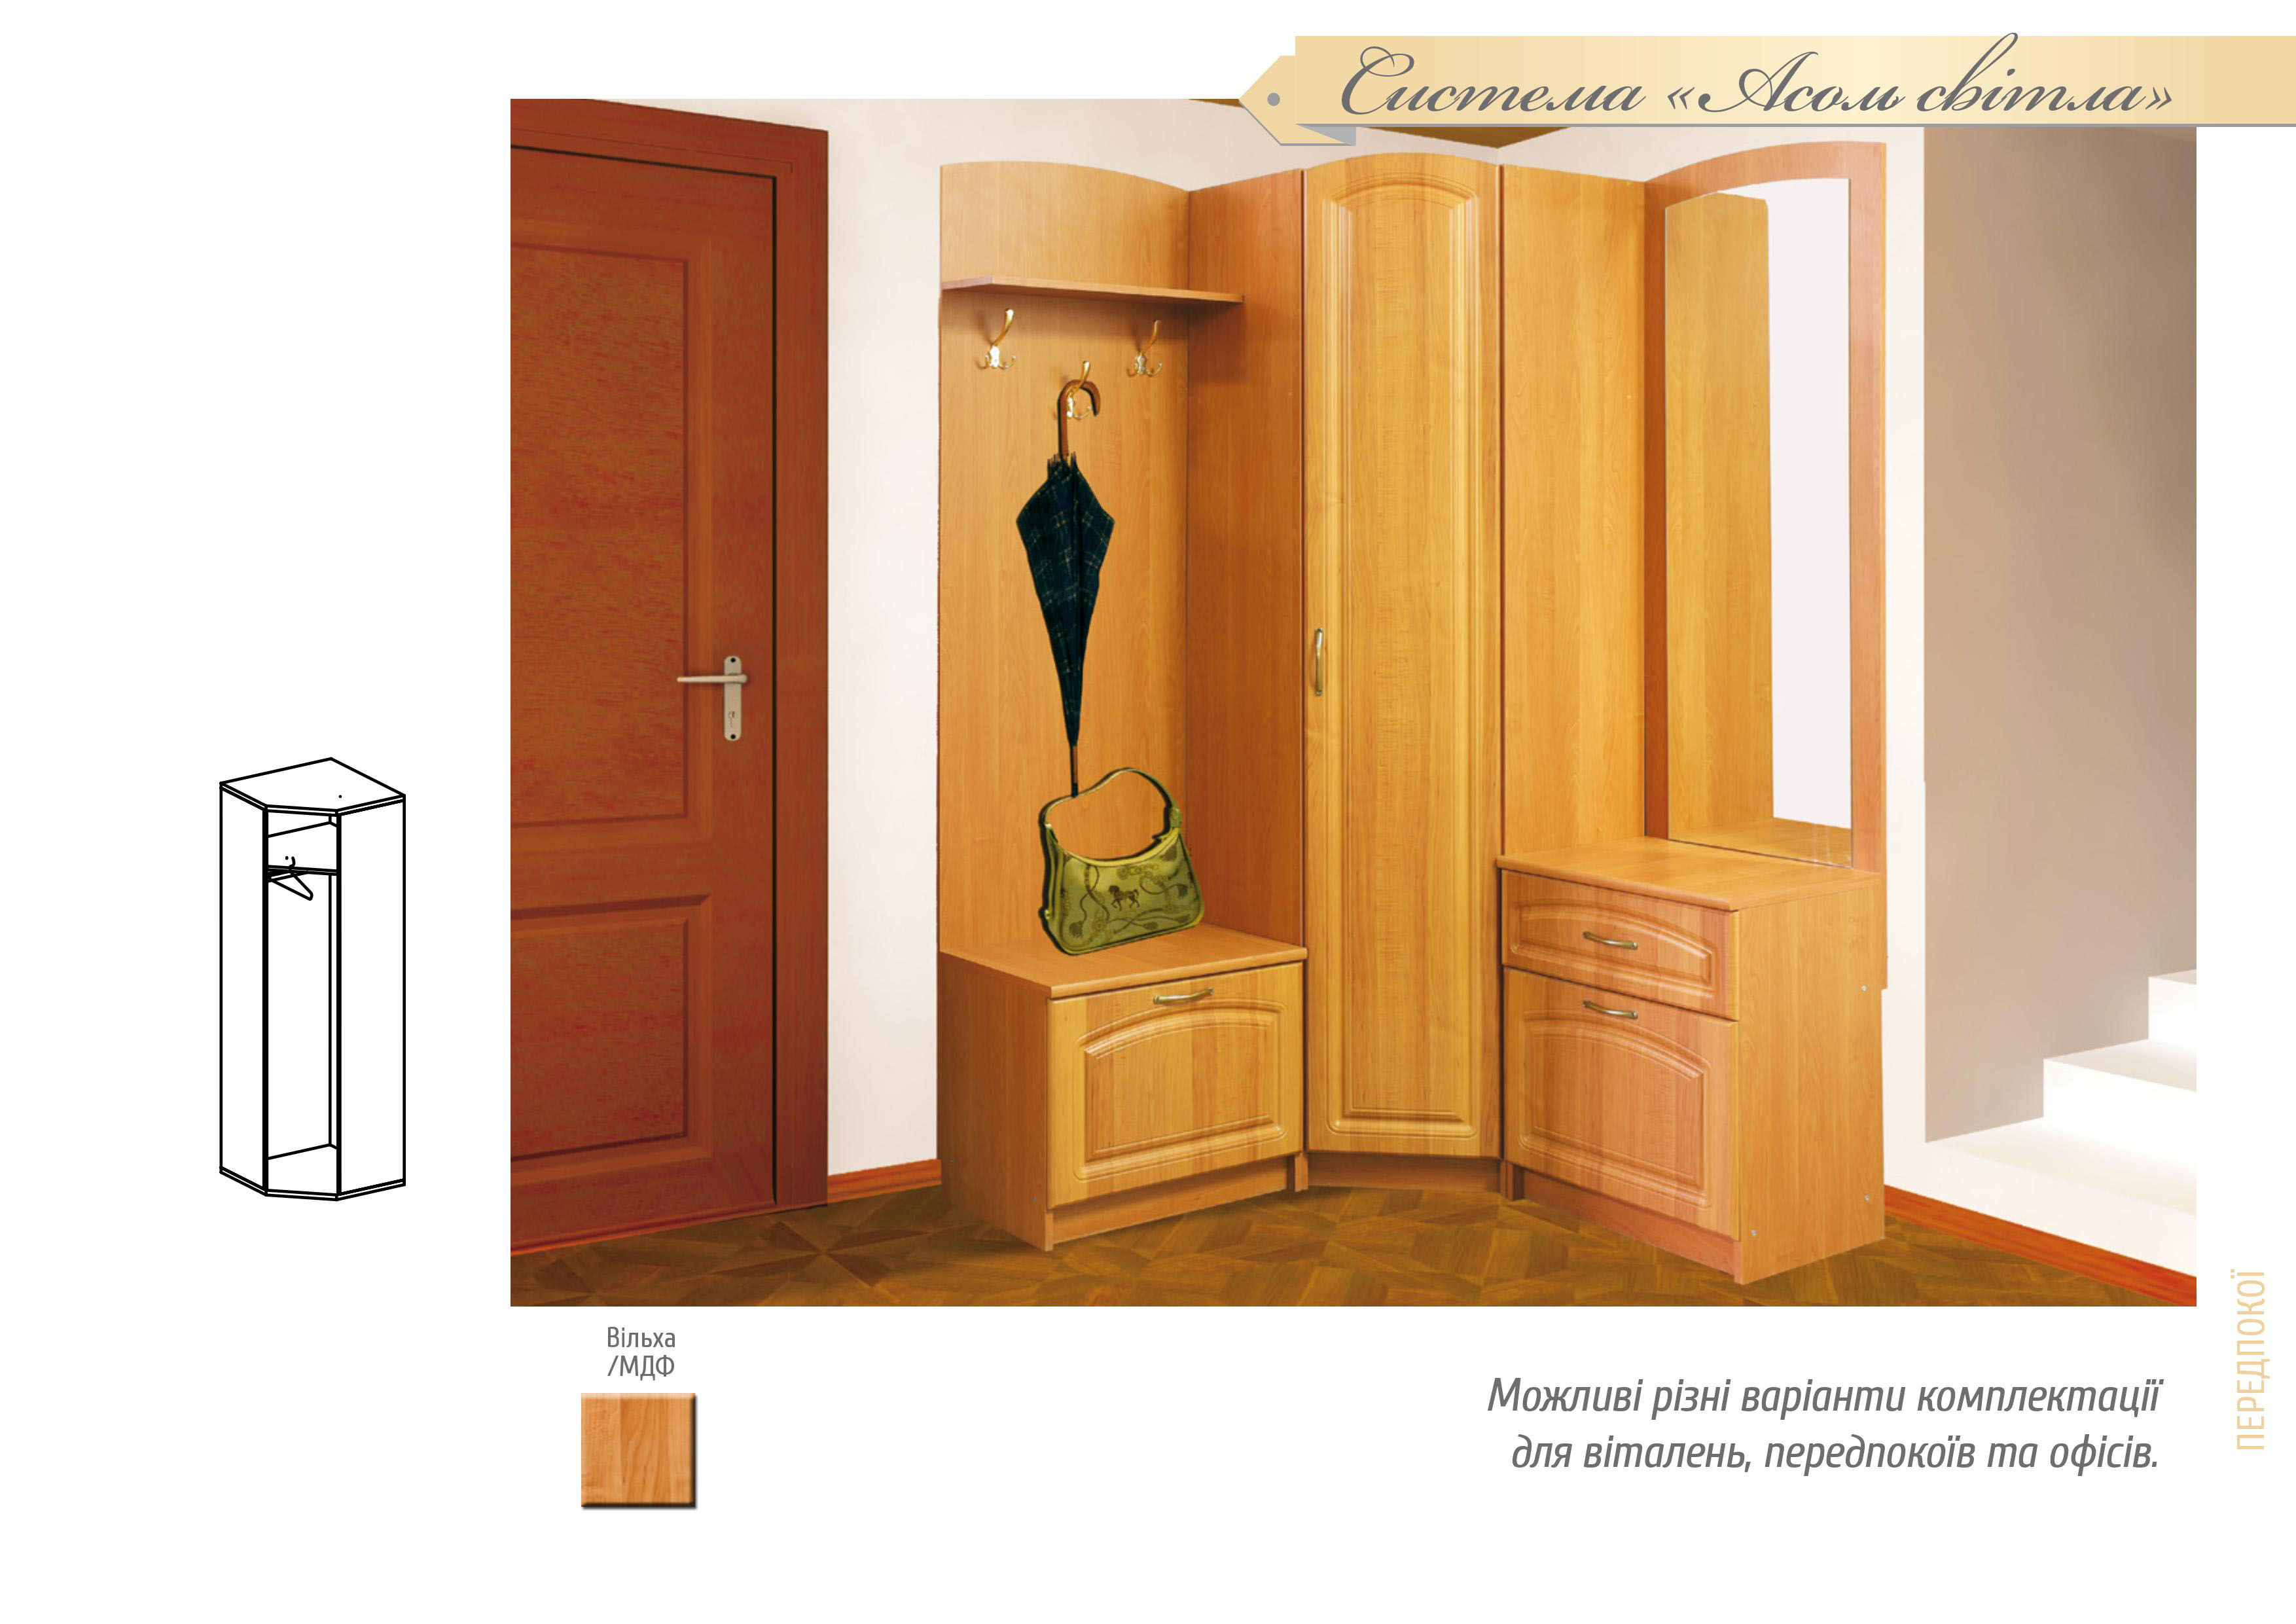 Система «Асоль світла»
Вільха
/МДФ
Можливі різні варіанти комплектації
для віталень, передпокоїв та офісів.
ПЕРЕДПОКОЇ